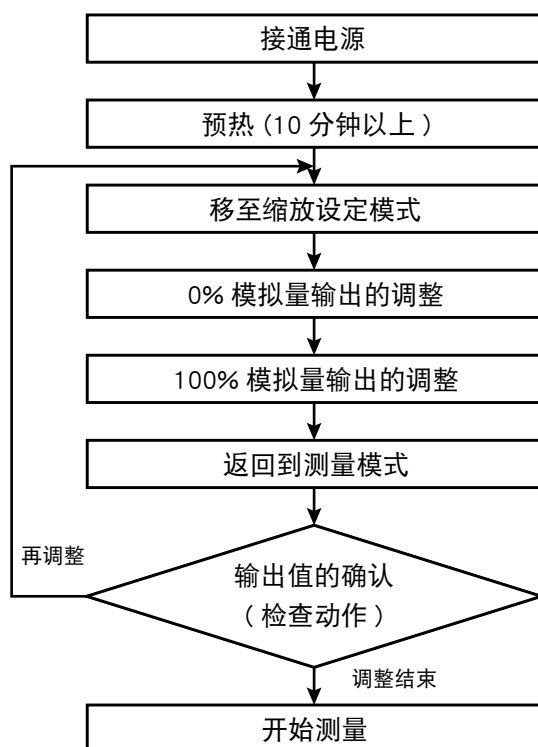 接通电源
预热 (10 分钟以上 )
移至缩放设定模式
0% 模拟量输出的调整
100% 模拟量输出的调整
返回到测量模式
再调整
输出值的确认
( 检查动作 )
调整结束
开始测量